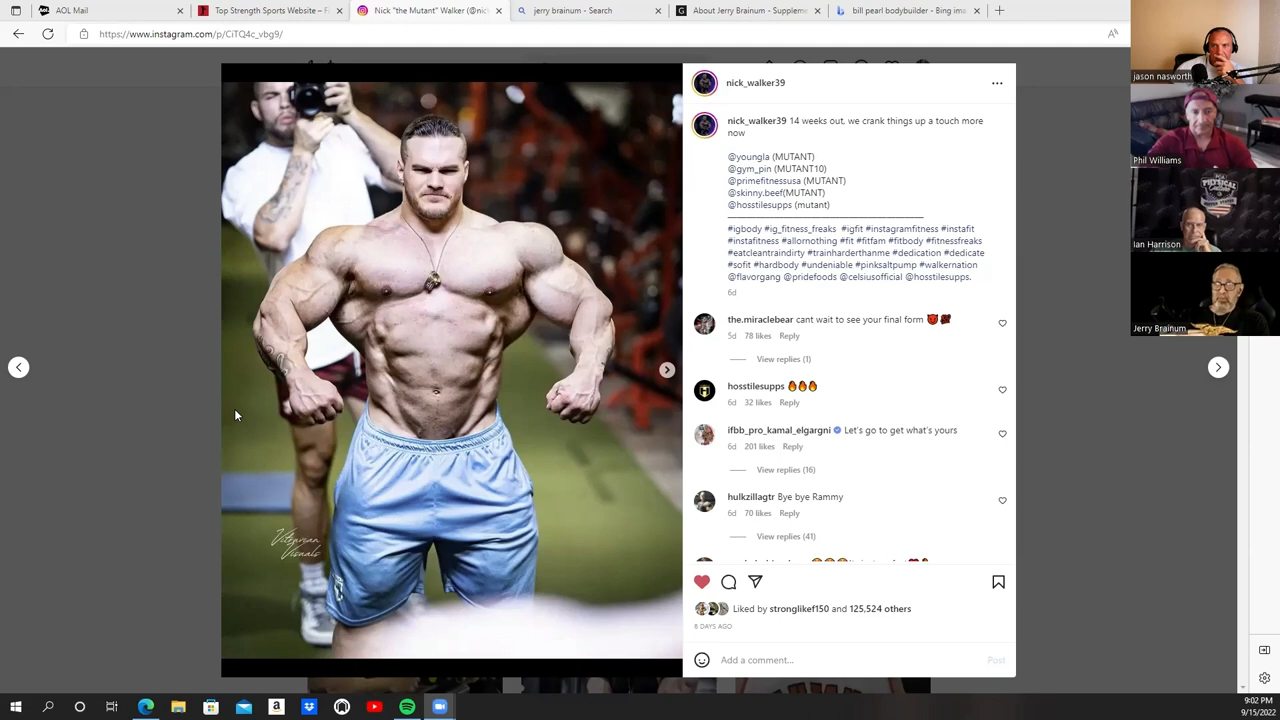 AOL Mail
Top Strength Sports Website – F
Nick "the Mutant" Walker (@nic
jerry brainum - Search
About Jerry Brainum - Suppleme
bill pearl bodybuilder - Bing ima
https://www.instagram.com/p/CiTQ4c_vbg9/
jason nasworth
Phil Williams
PHYSICAL
Ian Harrison
Jerry Brainum
nick_walker39
nick_walker39 14 weeks out, we crank things up a touch more
now
@youngla (MUTANT)
@gym_pin (MUTANT10)
@primefitnessusa (MUTANT)
@skinny.beef(MUTANT)
@hosstilesupps (mutant)
#igbody #ig_fitness_freaks #igfit #instagramfitness #instafit
#instafitness #allornothing #fit #fitfam #fitbody #fitnessfreaks
#eatcleantraindirty #trainharderthanme #dedication #dedicate
#sofit #hardbody #undeniable #pinksaltpump #walkernation
@flavorgang @pridefoods @celsiusofficial @hosstilesupps.
6d
the.miraclebear cant wait to see your final form
5d 78 likes Reply
View replies (1)
hosstilesupps
6d 32 likes Reply
ifbb_pro_kamal_elgargni Let's go to get what's yours
6d 201 likes Reply
View replies (16)
hulkzillagtr Bye bye Rammy
6d 70 likes Reply
View replies (41)
Liked by stronglikef150 and 125,524 others
6 DAYS AGO
Add a comment...
Post
Vitruvean
Visuals
9:02 PM
9/15/2022